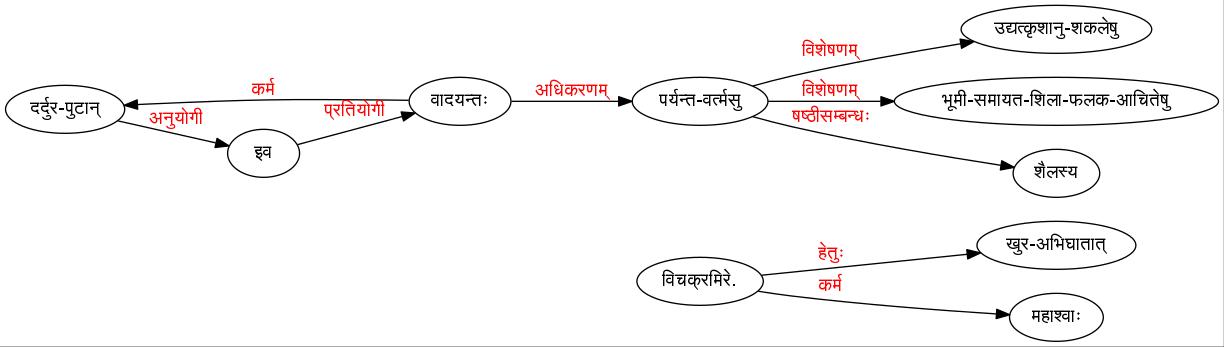 उद्यत्कृशानु-शकलेषु
विशेषणम्
कर्म
दर्दुर-पुटान्
वादयन्तः
अधिकरणम्
पर्यन्त-वर्त्मसु
विशेषणम्
भूमी-समायत-शिला-फलक-आचितेषु
अनुयोगी
प्रतियोगी
षष्ठीसम्बन्धः
इव
शैलस्य
खुर-अभिघातात्
हेतुः
विचक्रमिरे.
कर्म
महाश्वाः